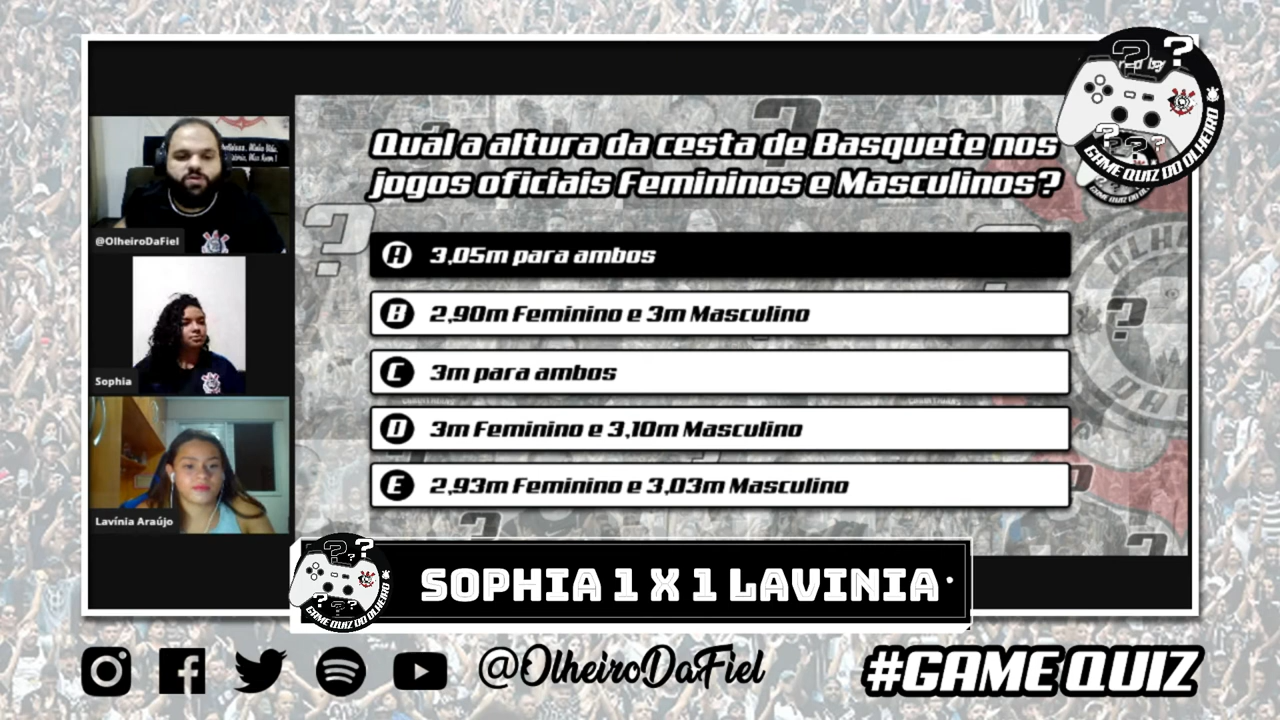 Qual a altura da cesta de Basquete nos
jogos oficiais Femininos e Masculinos?
A 3,05m para ambos
B 2,90m Feminino e 3m Masculino
C 3m para ambos
D 3m Feminino e 3,10m Masculino
E 2,93m Feminino e 3,03m Masculino
@OlheiroDaFiel
Sophia
Lavínia Araújo
GAME QUIZ DO OLHEIRO
SOPHIA 1 X 1 LAVINIA
GAME QUIZ DO OLHEIRO
@OlheiroDaFiel
#GAME QUIZ